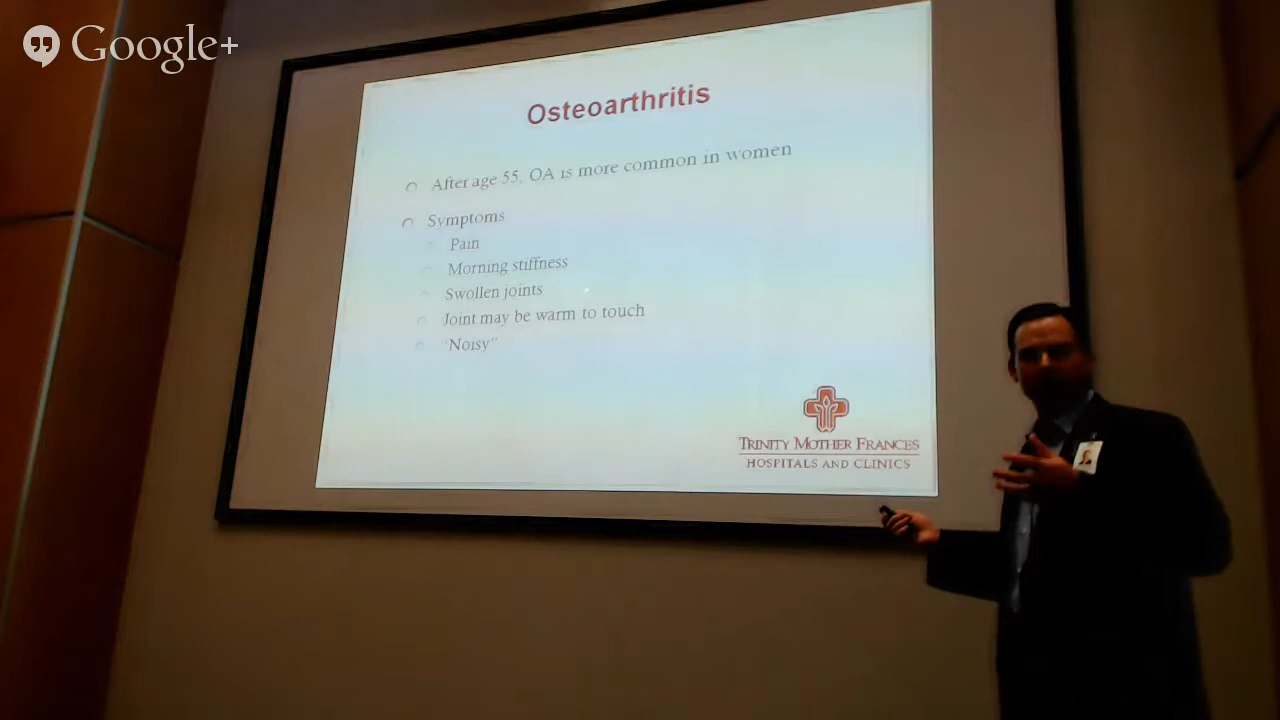 Google+
Osteoarthritis
After age 55, OA is more common in women
Symptoms
Pain
Morning stiffness
Swollen joints
Joint may be warm to touch
"Noisy"
TRINITY MOTHER FRANCES
HOSPITALS AND CLINICS